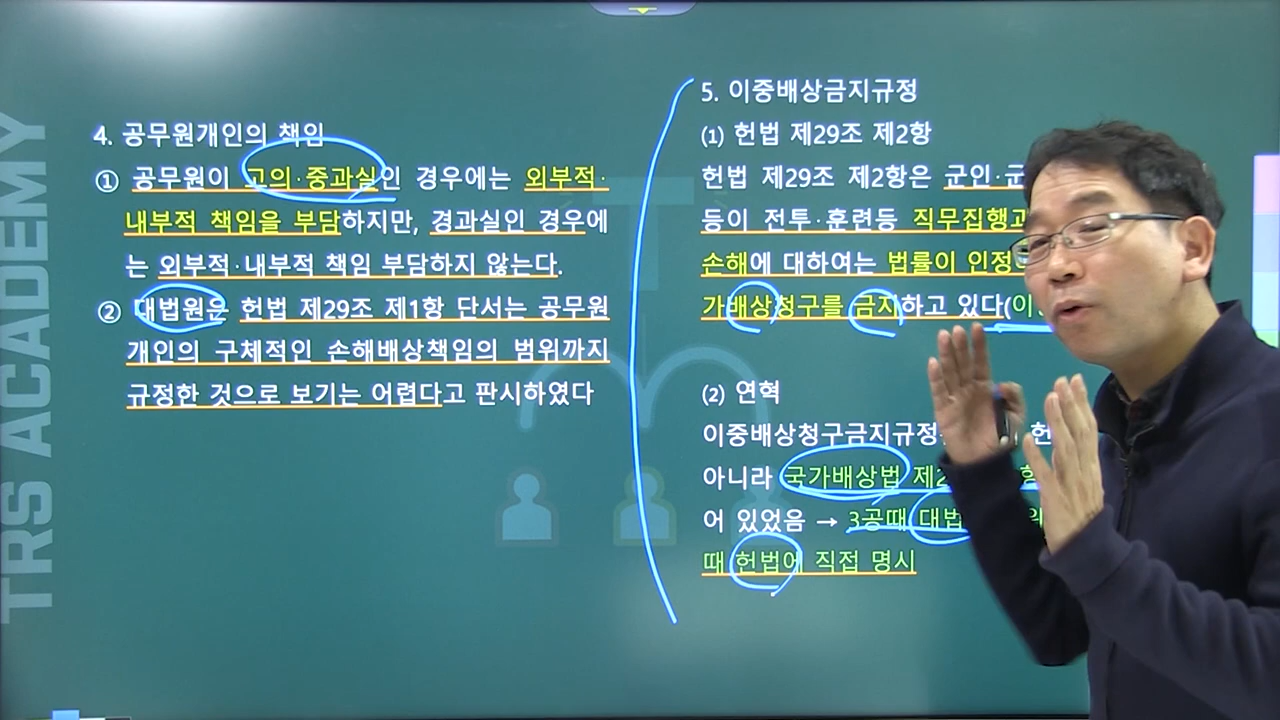 TRS ACADEMY
4. 공무원개인의 책임
① 공무원이 고의·중과실인 경우에는 외부적·
내부적 책임을 부담하지만, 경과실인 경우에
는 외부적·내부적 책임 부담하지 않는다.
② 대법원은 헌법 제29조 제1항 단서는 공무원
개인의 구체적인 손해배상책임의 범위까지
규정한 것으로 보기는 어렵다고 판시하였다
5. 이중배상금지규정
(1) 헌법 제29조 제2항
헌법 제29조 제2항은 군인·군
등이 전투·훈련등 직무집행과
손해에 대하여는 법률이 인정
가배상청구를 금지하고 있다(이
(2) 연혁
이중배상청구금지규정 헌
아니라 국가배상법 제2 항
어 있었음 → 3공때 대법 위
때 헌법에 직접 명시